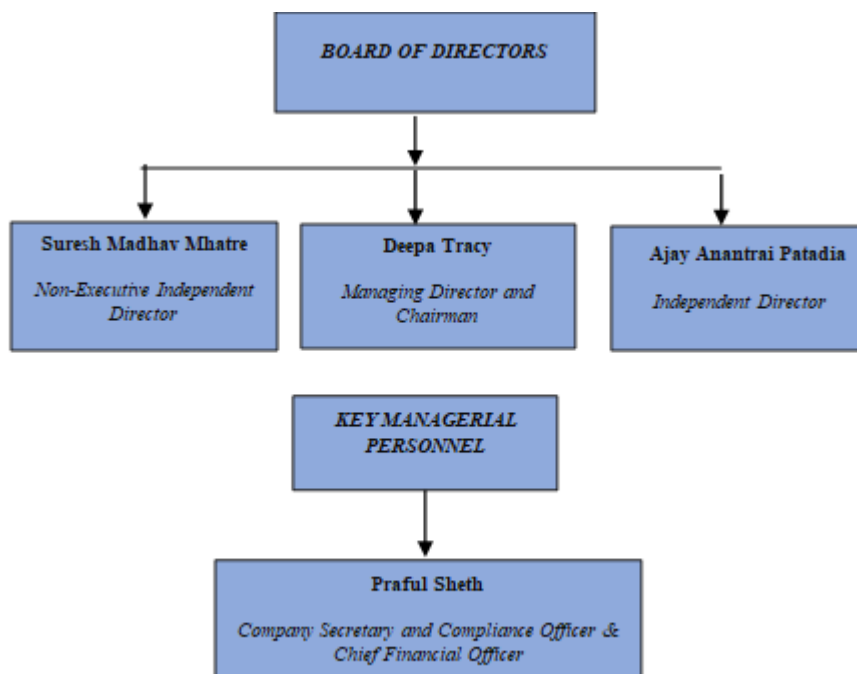 BOARD OF DIRECTORS
Suresh Madhav Mhatre
Non-Executive Independent
Director
Deepa Tracy
Managing Director and
Chairman
Ajay Anantrai Patadia
Independent Director
KEY MANAGERIAL
PERSONNEL
Praful Sheth
Company Secretary and Compliance Officer &
Chief Financial Officer